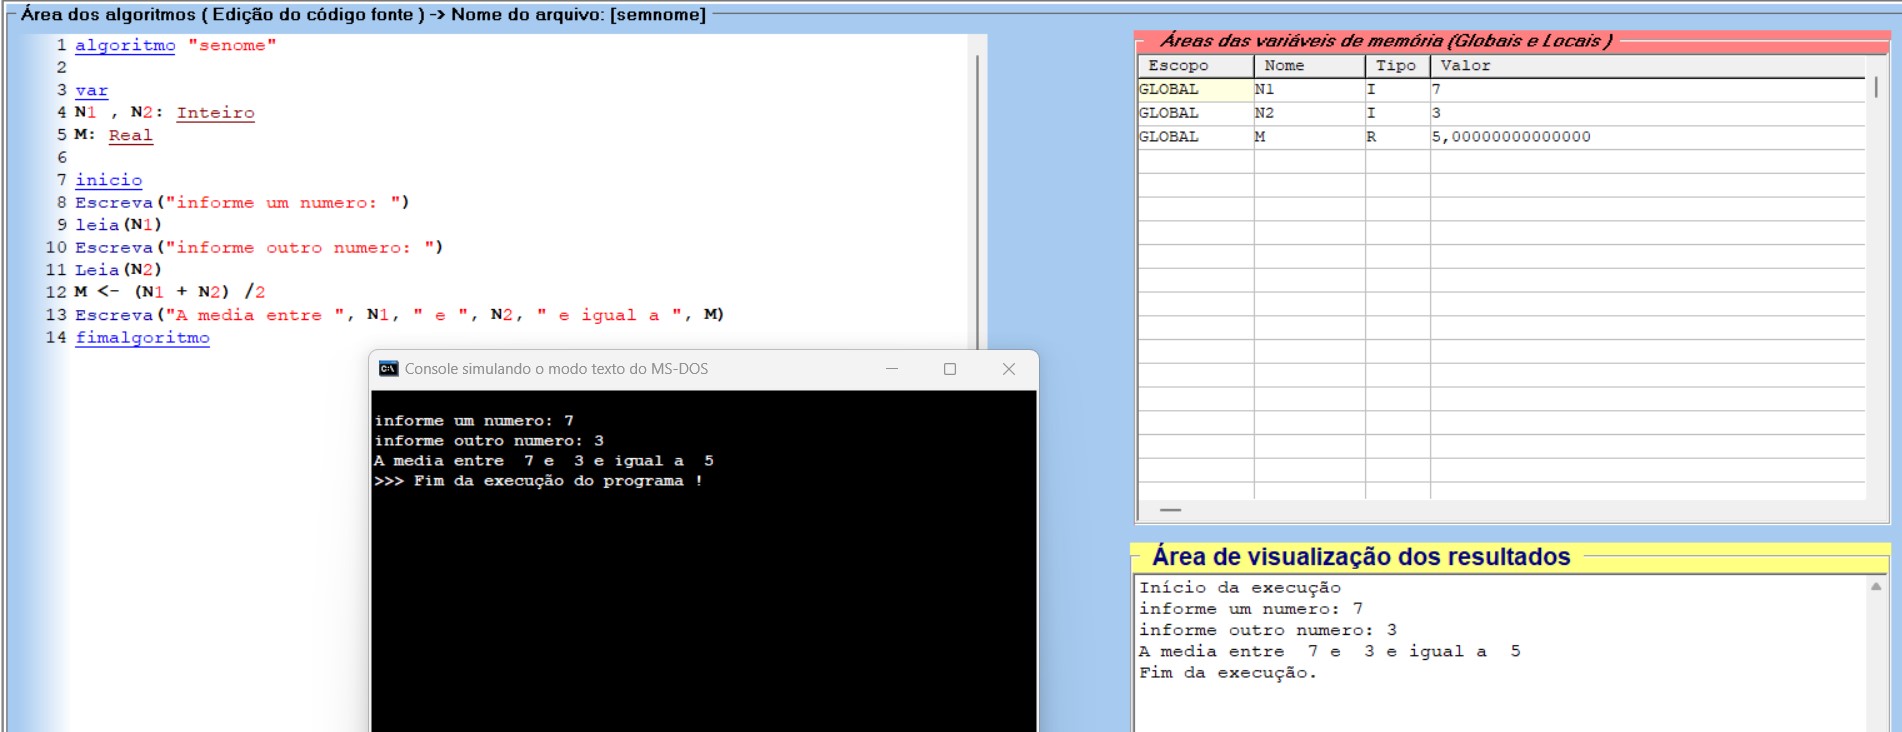 Área dos algoritmos ( Edição do código fonte ) -> Nome do arquivo: [semnome]
1 algoritmo "senome"
2
3 var
4 N1 , N2: Inteiro
5 M: Real
6
7 inicio
8 Escreva("informe um numero: ")
9 leia(N1)
10 Escreva("informe outro numero: ")
11 Leia(N2)
12 M <- (N1 + N2) /2
13 Escreva("A media entre ", N1, " e ", N2, " e igual a ", M)
14 fimalgoritmo
Console simulando o modo texto do MS-DOS
informe um numero: 7
informe outro numero: 3
A media entre  7 e  3 e igual a  5
>>> Fim da execução do programa !
Áreas das variáveis de memória (Globais e Locais )
Escopo Nome Tipo Valor
GLOBAL N1 I 7
GLOBAL N2 I 3
GLOBAL M R 5,00000000000000
Área de visualização dos resultados
Início da execução
informe um numero: 7
informe outro numero: 3
A media entre  7 e  3 e igual a  5
Fim da execução.